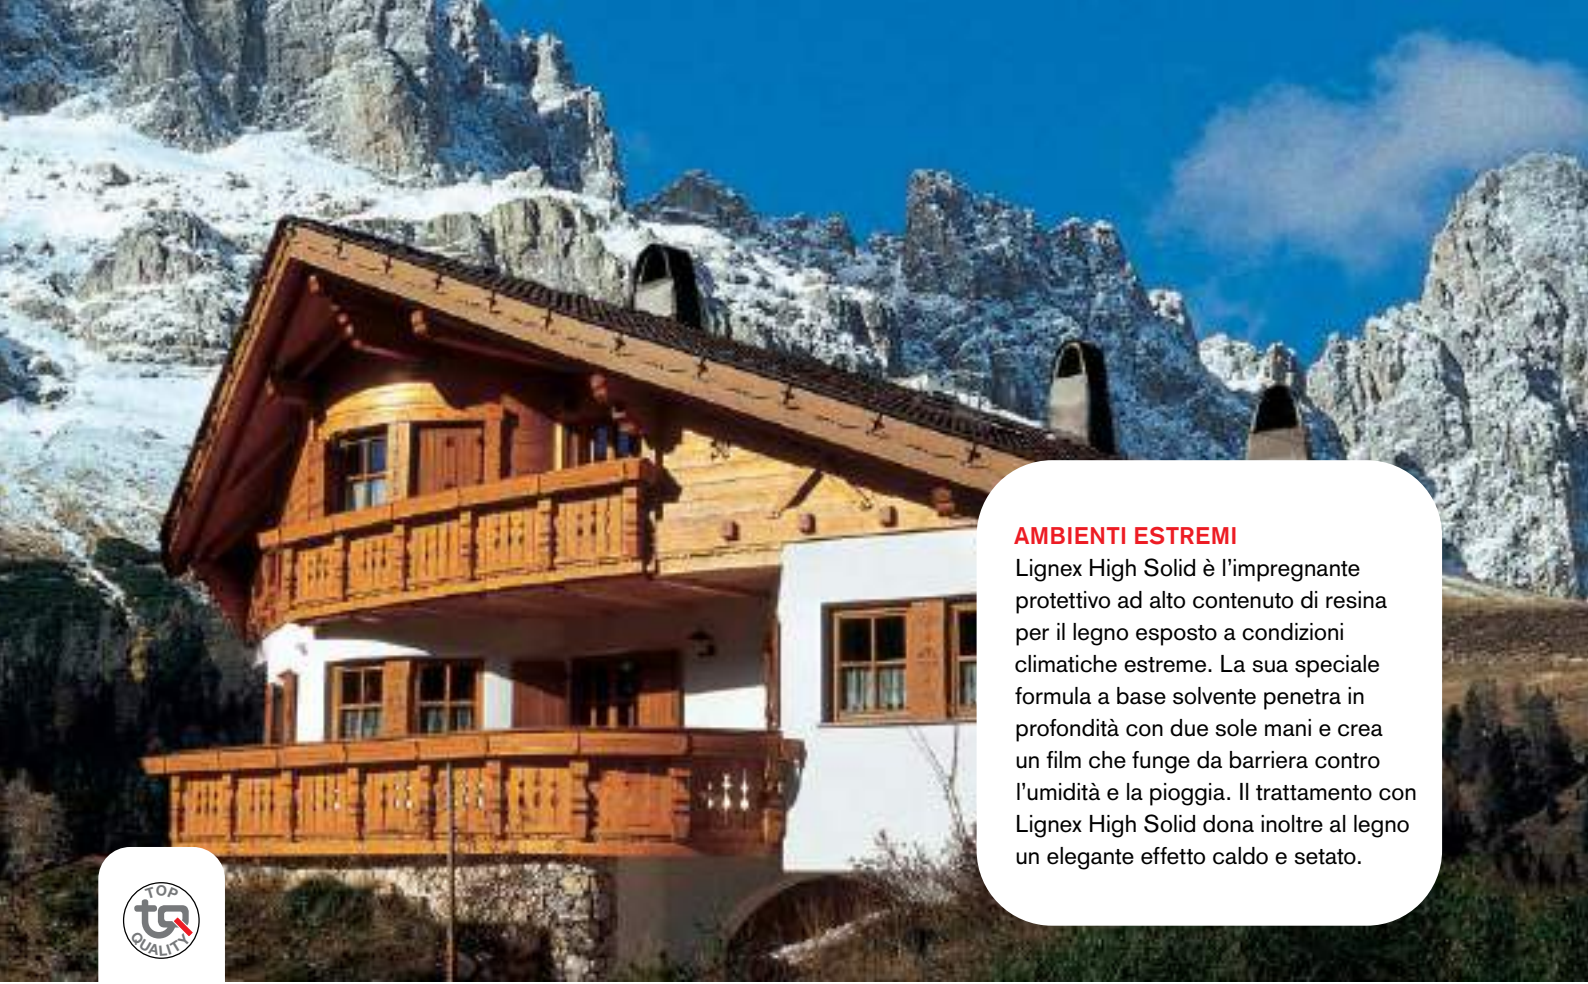 AMBIENTI ESTREMI
Lignex High Solid è l'impregnante
protettivo ad alto contenuto di resina
per il legno esposto a condizioni
climatiche estreme. La sua speciale
formula a base solvente penetra in
profondità con due sole mani e crea
un film che funge da barriera contro
l'umidità e la pioggia. Il trattamento con
Lignex High Solid dona inoltre al legno
un elegante effetto caldo e setato.
TOP
tq
QUALITY